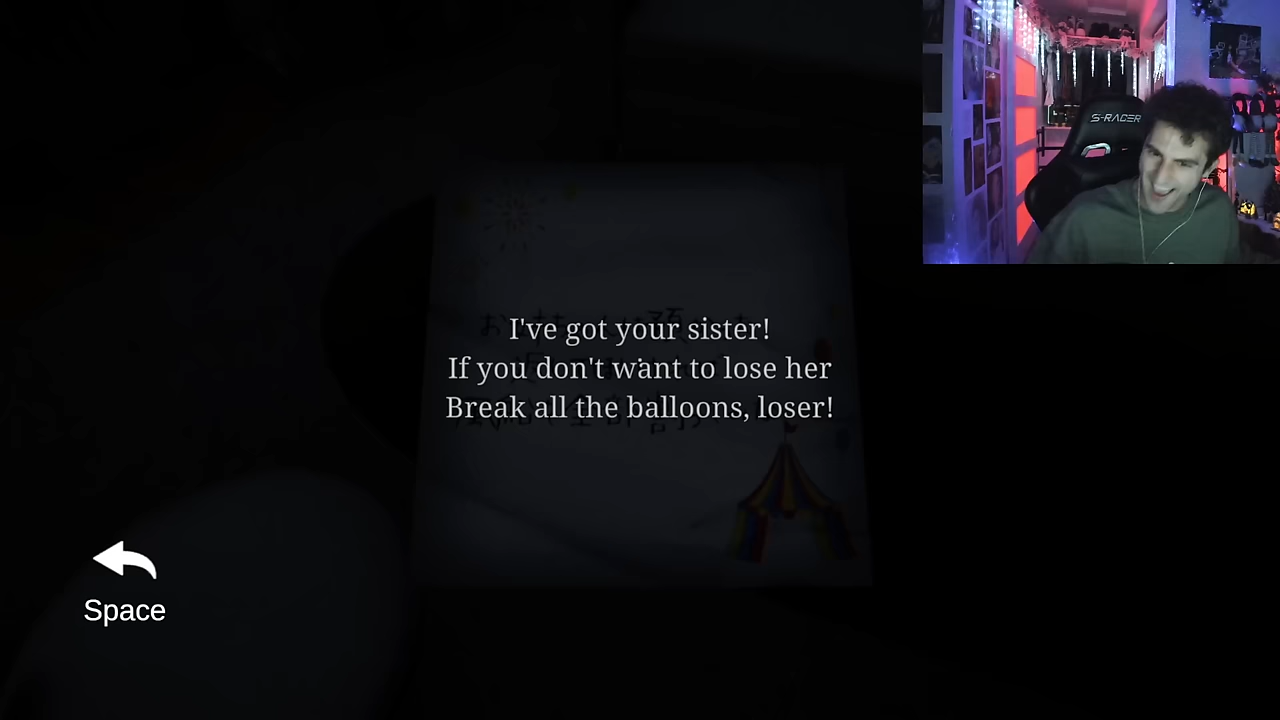 S-RACER
I've got your sister!
If you don't want to lose her
Break all the balloons, loser!
Space